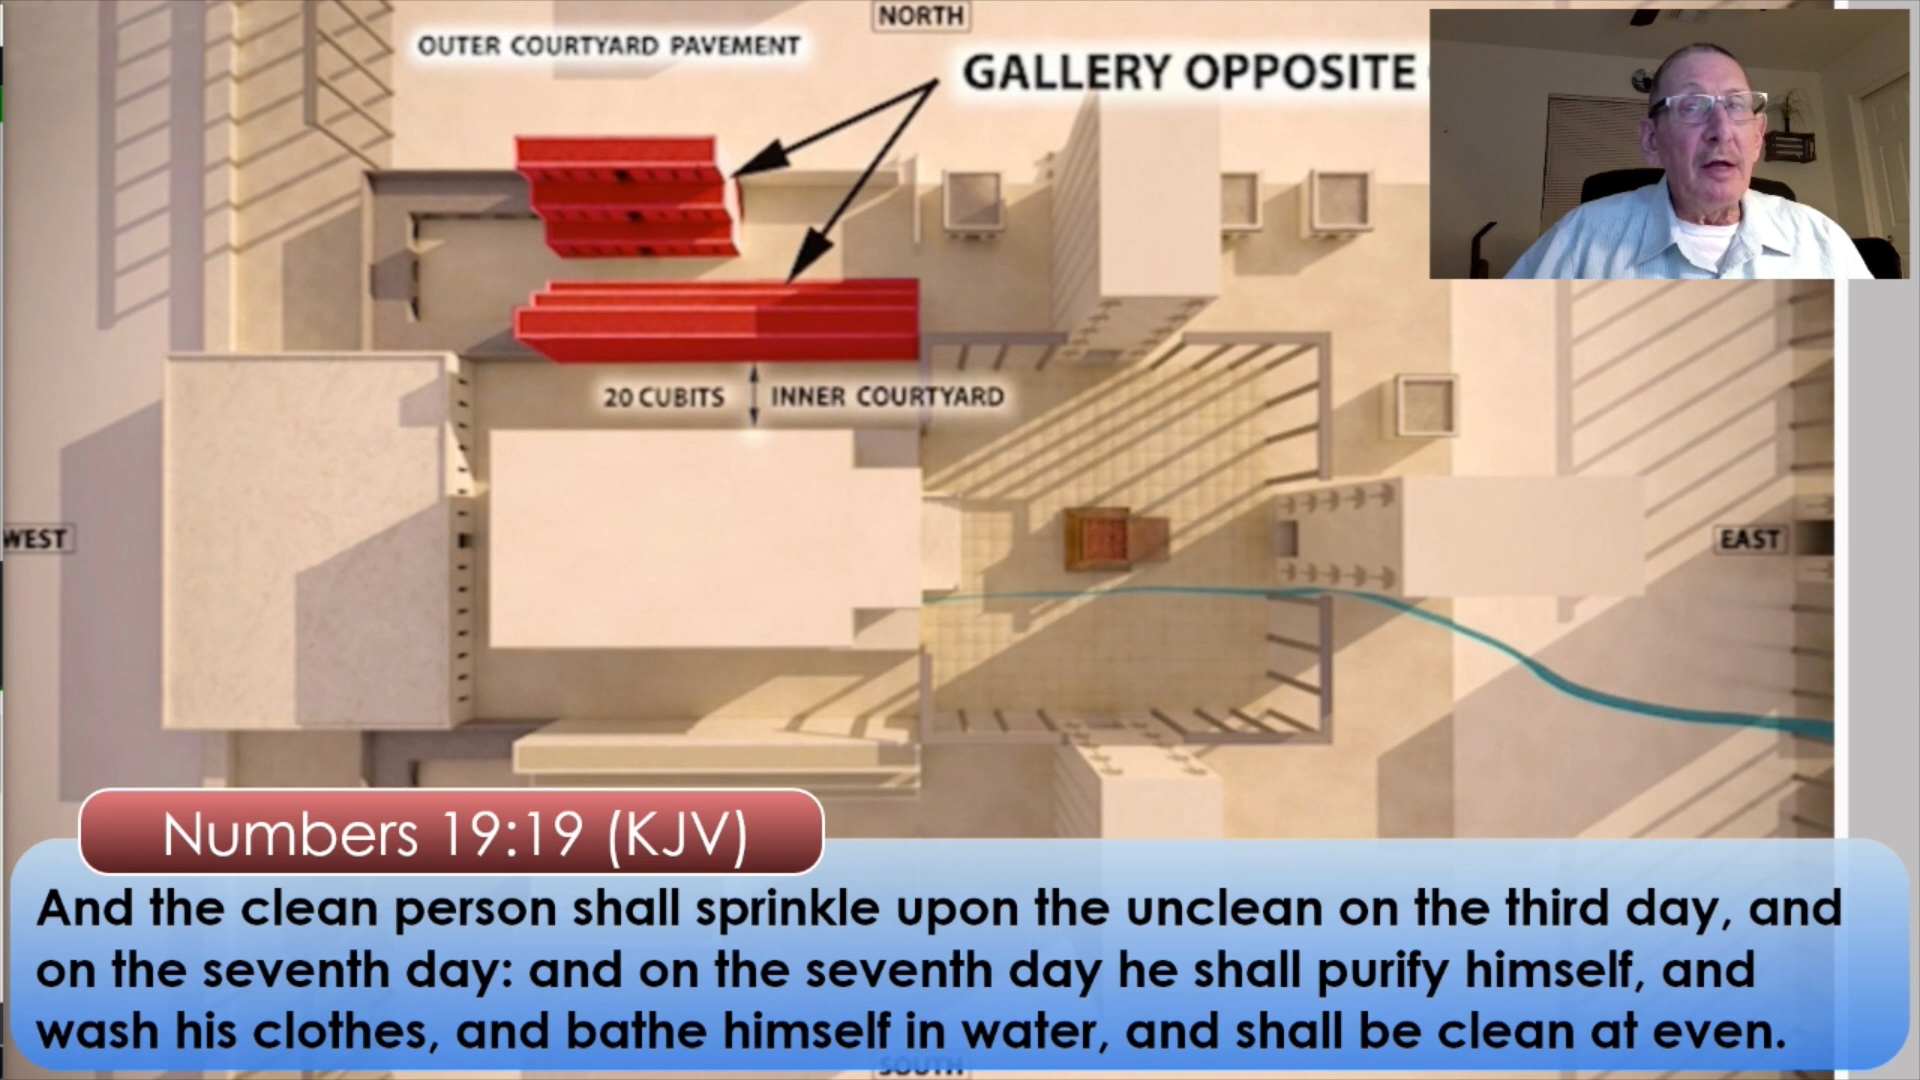 NORTH
OUTER COURTYARD PAVEMENT
GALLERY OPPOSITE
20 CUBITS
INNER COURTYARD
WEST
EAST
Numbers 19:19 (KJV)
And the clean person shall sprinkle upon the unclean on the third day, and
on the seventh day: and on the seventh day he shall purify himself, and
wash his clothes, and bathe himself in water, and shall be clean at even.
SOUTH